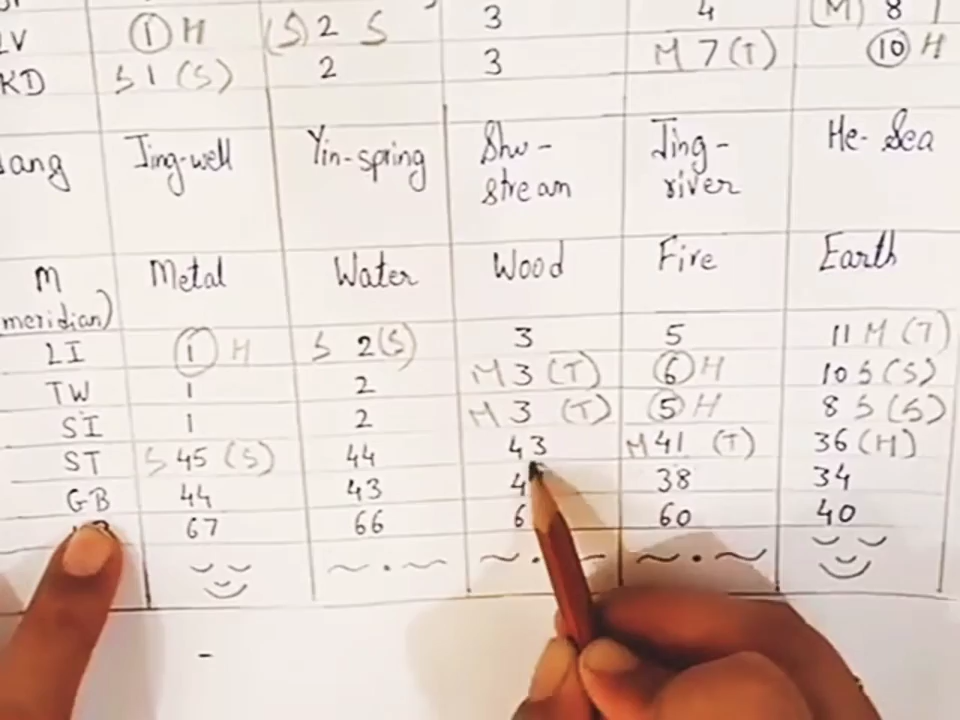 3 4 (M) 8
LV (1) H (S) 2 S 3
KD S 1 (S) 2 3 M 7 (T) (10) H
Jing-well Yin-spring Shu-stream Jing-river He-Sea
M (meridian) Metal Water Wood Fire Earth
LI (1) H S 2(S) 3 5 11 M (T)
TW 1 2 M 3 (T) (6) H 10 S (S)
SI 1 2 M 3 (T) (5) H 8 S (S)
ST S 45 (S) 44 43 M 41 (T) 36 (H)
GB 44 43 38 34
67 66 60 40